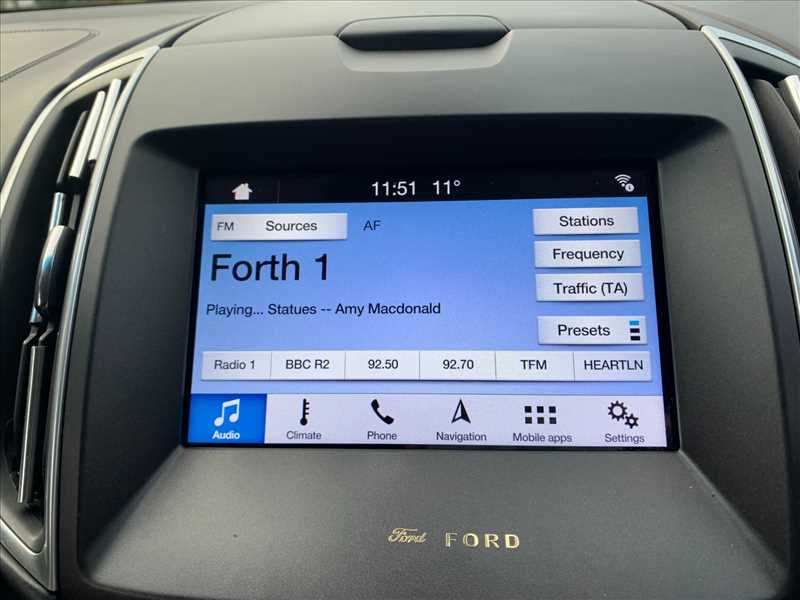 11:51 11°
FM Sources AF
Stations
Forth 1
Frequency
Playing... Statues -- Amy Macdonald
Traffic (TA)
Presets
Radio 1 BBC R2 92.50 92.70 TFM HEARTLN
Audio Climate Phone Navigation Mobile apps Settings
Ford FORD